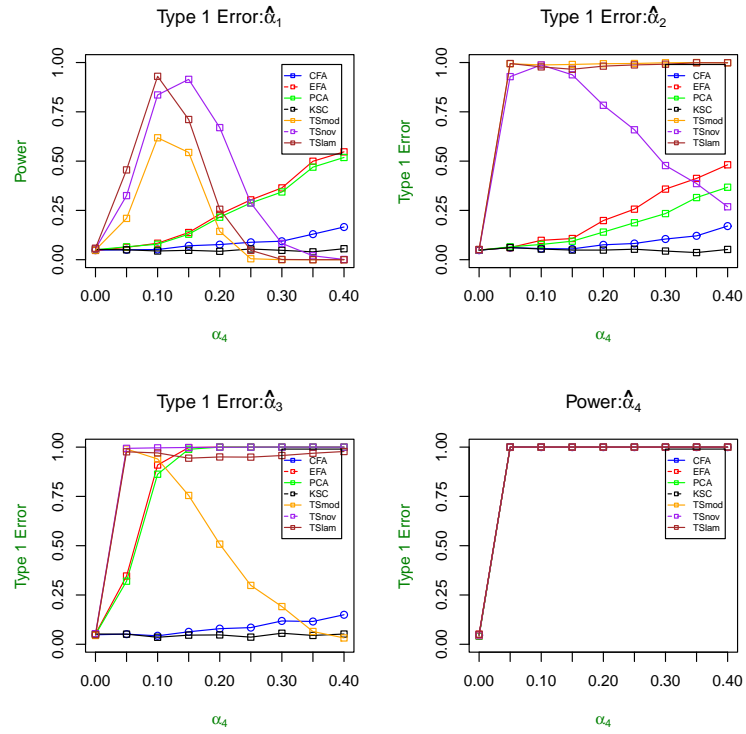 Type 1 Error:α̂₁
Power
1.00
0.75
0.50
0.25
0.00
CFA
EFA
PCA
KSC
TSmod
TSnov
TSlam
0.00 0.10 0.20 0.30 0.40
α₄
Type 1 Error:α̂₂
Type 1 Error
1.00
0.75
0.50
0.25
0.00
CFA
EFA
PCA
KSC
TSmod
TSnov
TSlam
0.00 0.10 0.20 0.30 0.40
α₄
Type 1 Error:α̂₃
Type 1 Error
1.00
0.75
0.50
0.25
0.00
CFA
EFA
PCA
KSC
TSmod
TSnov
TSlam
0.00 0.10 0.20 0.30 0.40
α₄
Power:α̂₄
Type 1 Error
1.00
0.75
0.50
0.25
0.00
CFA
EFA
PCA
KSC
TSmod
TSnov
TSlam
0.00 0.10 0.20 0.30 0.40
α₄